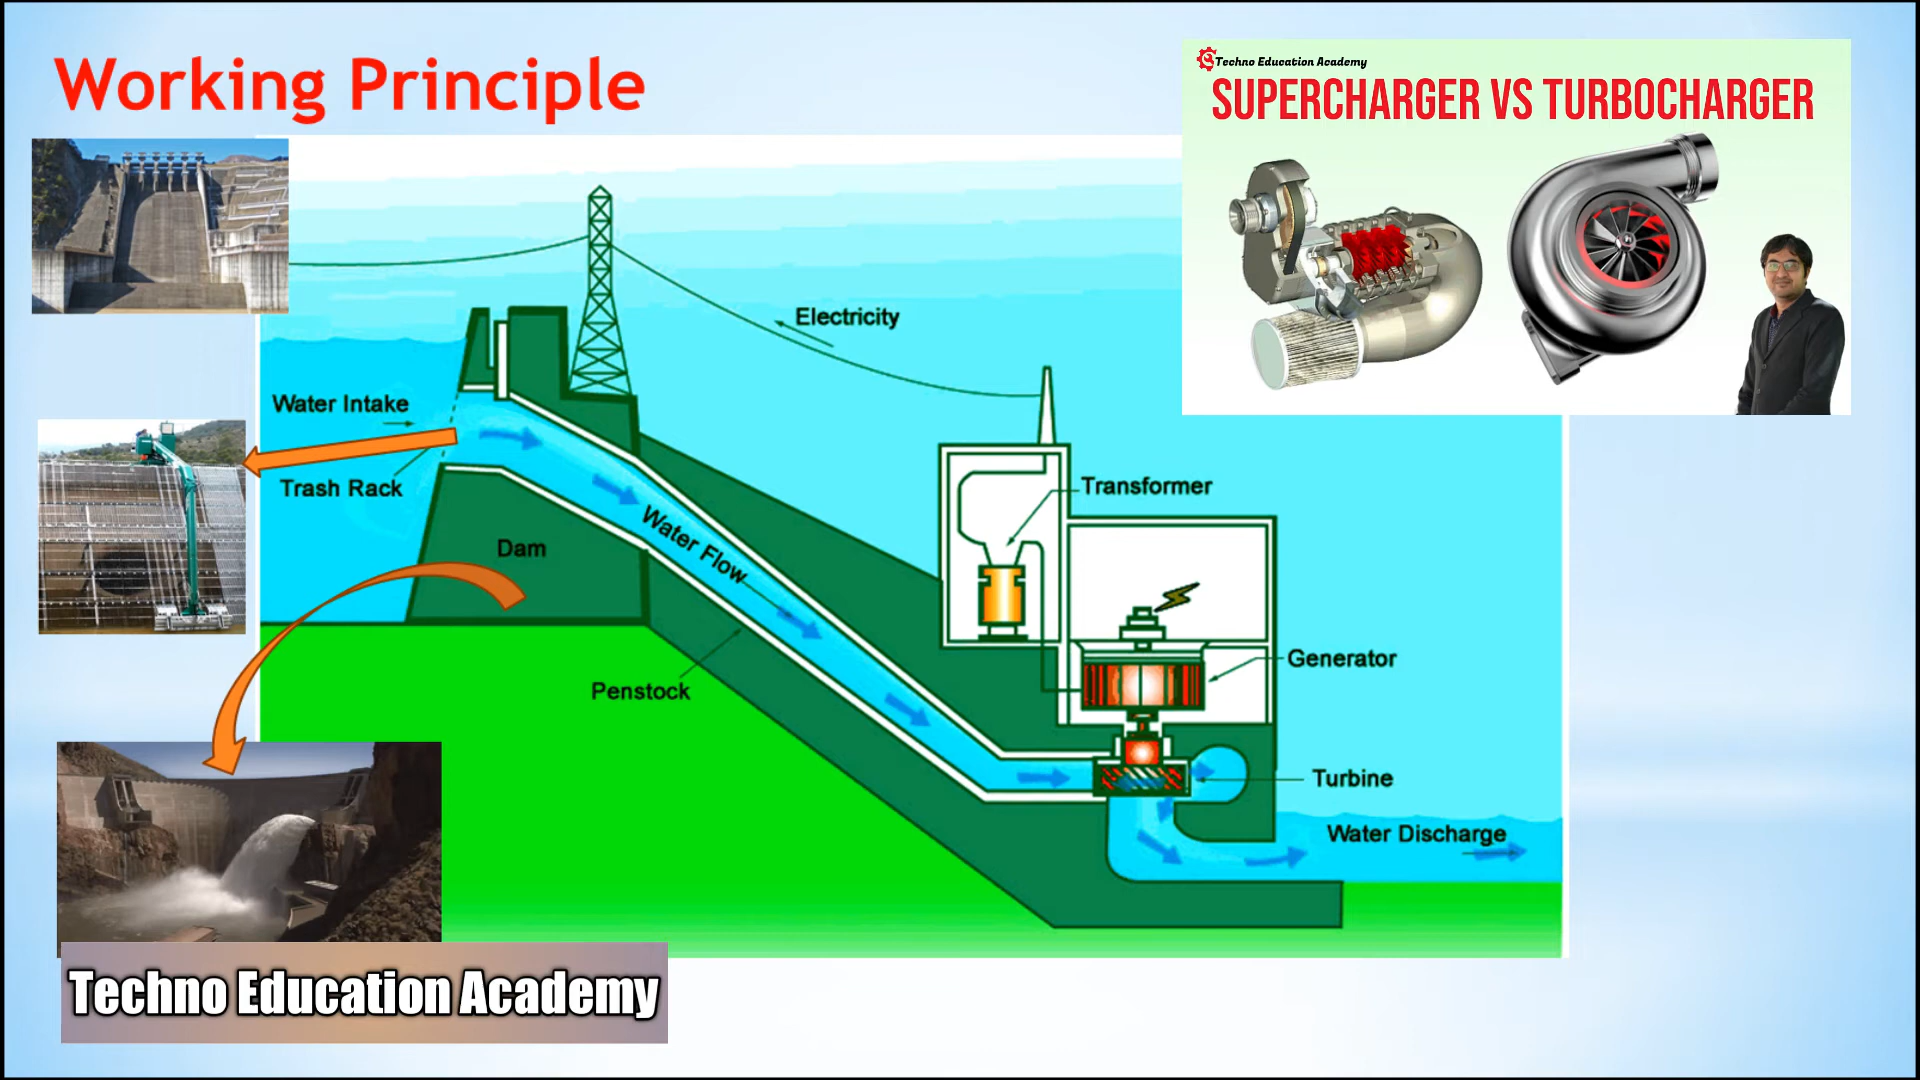 Working Principle
Techno Education Academy
SUPERCHARGER VS TURBOCHARGER
Electricity
Water Intake
Trash Rack
Transformer
Dam
Water Flow
Generator
Penstock
Turbine
Water Discharge
Techno Education Academy